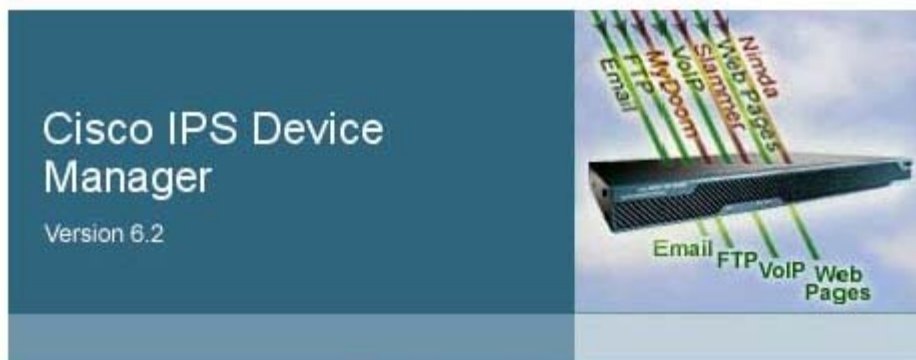 Cisco IPS Device
Manager
Version 6.2
Email
FTP
MyDoom
VoIP
Slammer
Web Pages
Nimda
Email
FTP
VoIP
Web
Pages